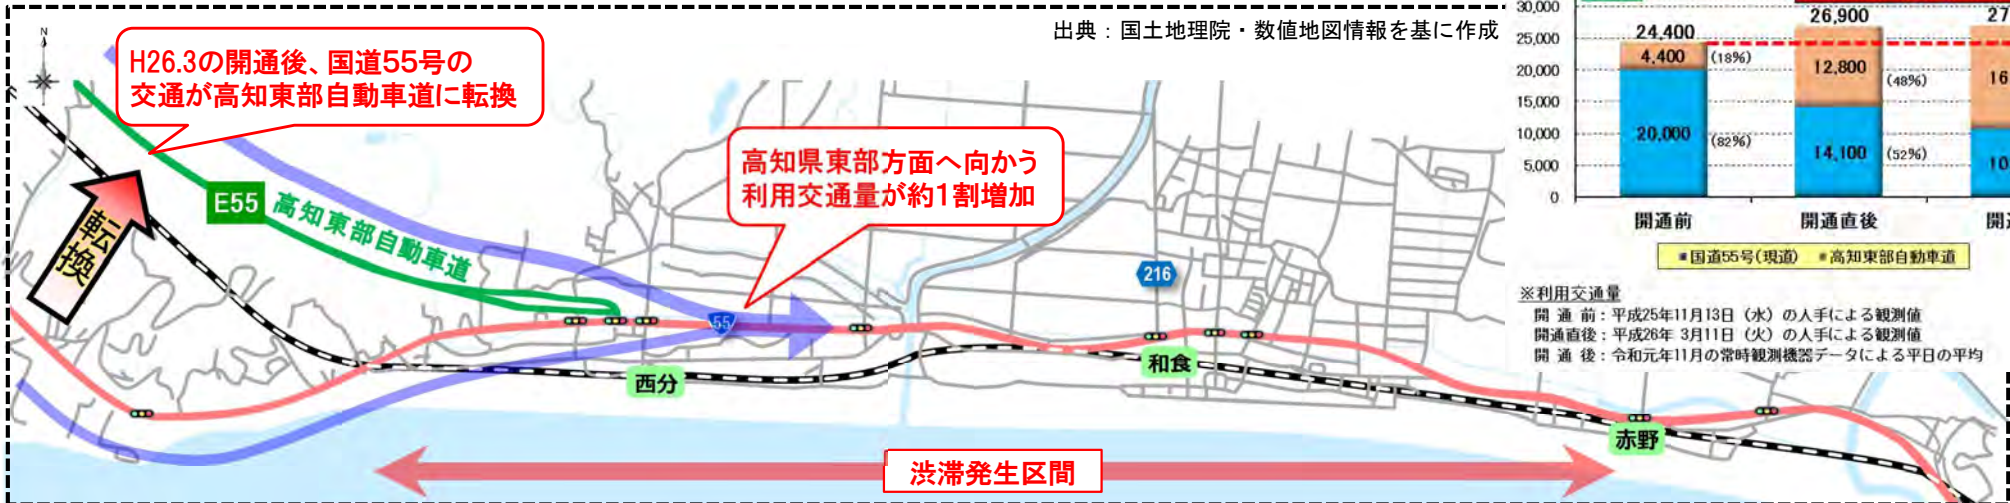 出典：国土地理院・数値地図情報を基に作成
N
H26.3の開通後、国道55号の
交通が高知東部自動車道に転換
高知県東部方面へ向かう
利用交通量が約1割増加
転換
E55 高知東部自動車道
216
55
西分
和食
赤野
渋滞発生区間
30,000
25,000
20,000
15,000
10,000
5,000
0
24,400
4,400 (18%)
20,000 (82%)
26,900
12,800 (48%)
14,100 (52%)
27
16
10
開通前 開通直後 開通
■国道55号(現道) ■高知東部自動車道
※利用交通量
開 通 前：平成25年11月13日（水）の人手による観測値
開通直後：平成26年 3月11日（火）の人手による観測値
開 通 後：令和元年11月の常時観測機器データによる平日の平均